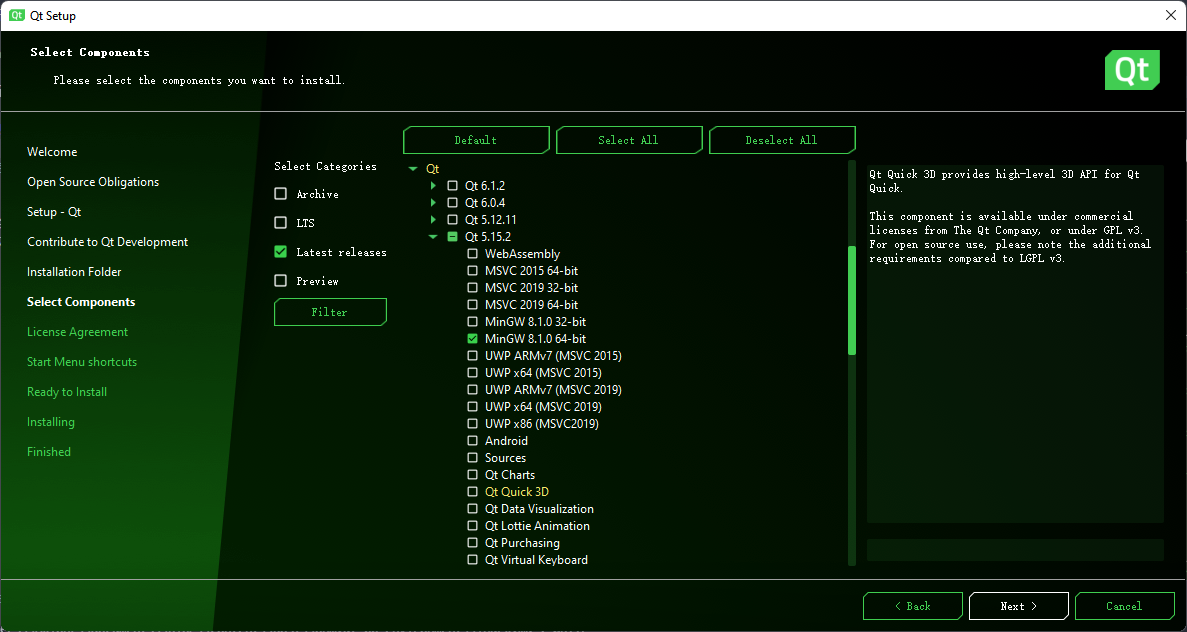 Qt Qt Setup
Select Components
Please select the components you want to install.
Qt
Welcome
Open Source Obligations
Setup - Qt
Contribute to Qt Development
Installation Folder
Select Components
License Agreement
Start Menu shortcuts
Ready to Install
Installing
Finished
Select Categories
Archive
LTS
Latest releases
Preview
Filter
Default
Select All
Deselect All
Qt
Qt 6.1.2
Qt 6.0.4
Qt 5.12.11
Qt 5.15.2
WebAssembly
MSVC 2015 64-bit
MSVC 2019 32-bit
MSVC 2019 64-bit
MinGW 8.1.0 32-bit
MinGW 8.1.0 64-bit
UWP ARMv7 (MSVC 2015)
UWP x64 (MSVC 2015)
UWP ARMv7 (MSVC 2019)
UWP x64 (MSVC 2019)
UWP x86 (MSVC2019)
Android
Sources
Qt Charts
Qt Quick 3D
Qt Data Visualization
Qt Lottie Animation
Qt Purchasing
Qt Virtual Keyboard
Qt Quick 3D provides high-level 3D API for Qt
Quick.
This component is available under commercial
licenses from The Qt Company, or under GPL v3.
For open source use, please note the additional
requirements compared to LGPL v3.
< Back
Next >
Cancel